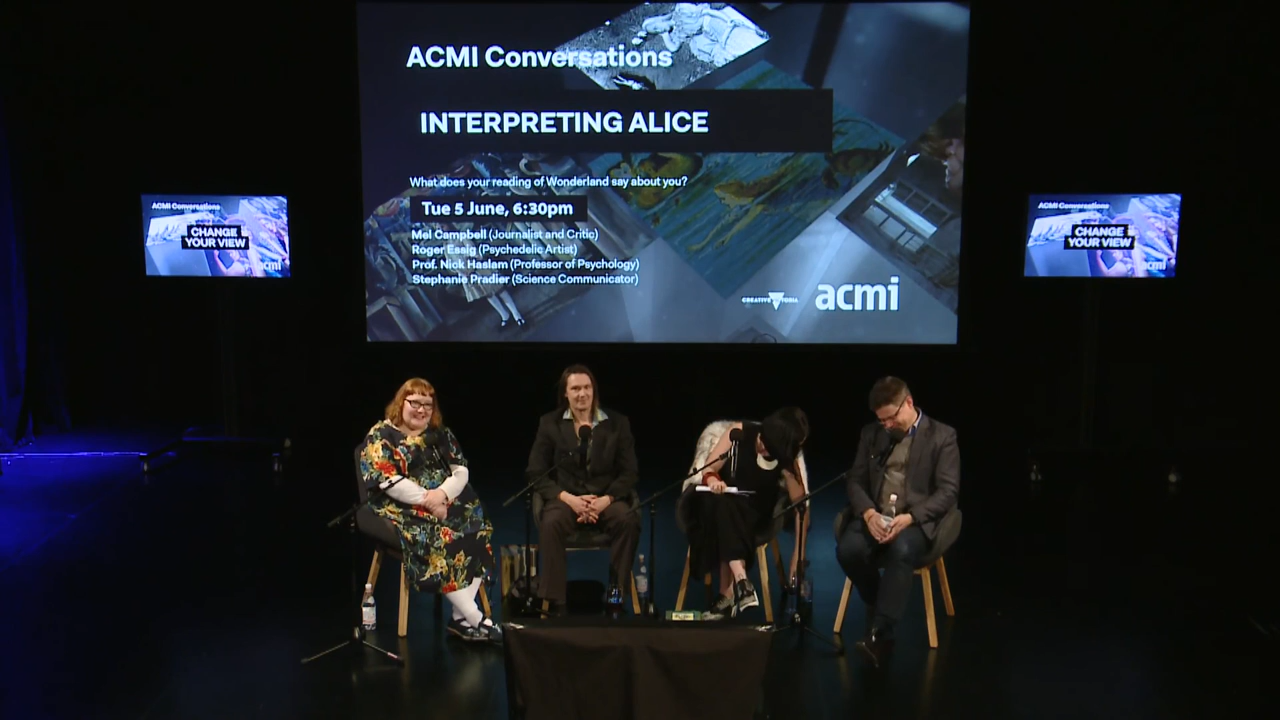 ACMI Conversations
INTERPRETING ALICE
What does your reading of Wonderland say about you?
Tue 5 June, 6:30pm
Mel Campbell (Journalist and Critic)
Roger Essig (Psychedelic Artist)
Prof. Nick Haslam (Professor of Psychology)
Stephanie Pradier (Science Communicator)
CREATIVE VICTORIA
acmi
ACMI Conversations
CHANGE
YOUR VIEW
acmi
ACMI Conversations
CHANGE
YOUR VIEW
acmi